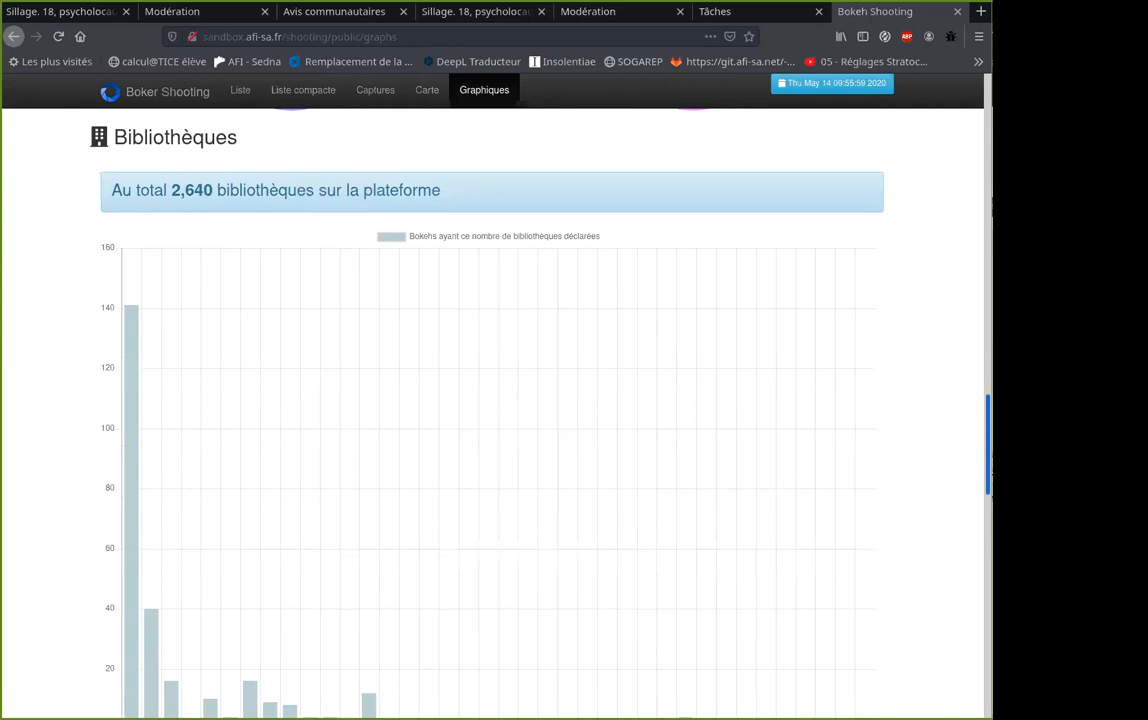 Sillage. 18, psycholocau
Modération
Avis communautaires
Sillage. 18, psycholocau
Modération
Tâches
Bokeh Shooting
sandbox.afi-sa.fr/shooting/public/graphs
Les plus visités
calcul@TICE élève
AFI - Sedna
Remplacement de la ...
DeepL Traducteur
Insolentiae
SOGAREP
https://git.afi-sa.net/-...
05 - Réglages Stratoc...
Boker Shooting
Liste
Liste compacte
Captures
Carte
Graphiques
Thu May 14 09:55:59 2020
Bibliothèques
Au total 2,640 bibliothèques sur la plateforme
Bokehs ayant ce nombre de bibliothèques déclarées
160
140
120
100
80
60
40
20